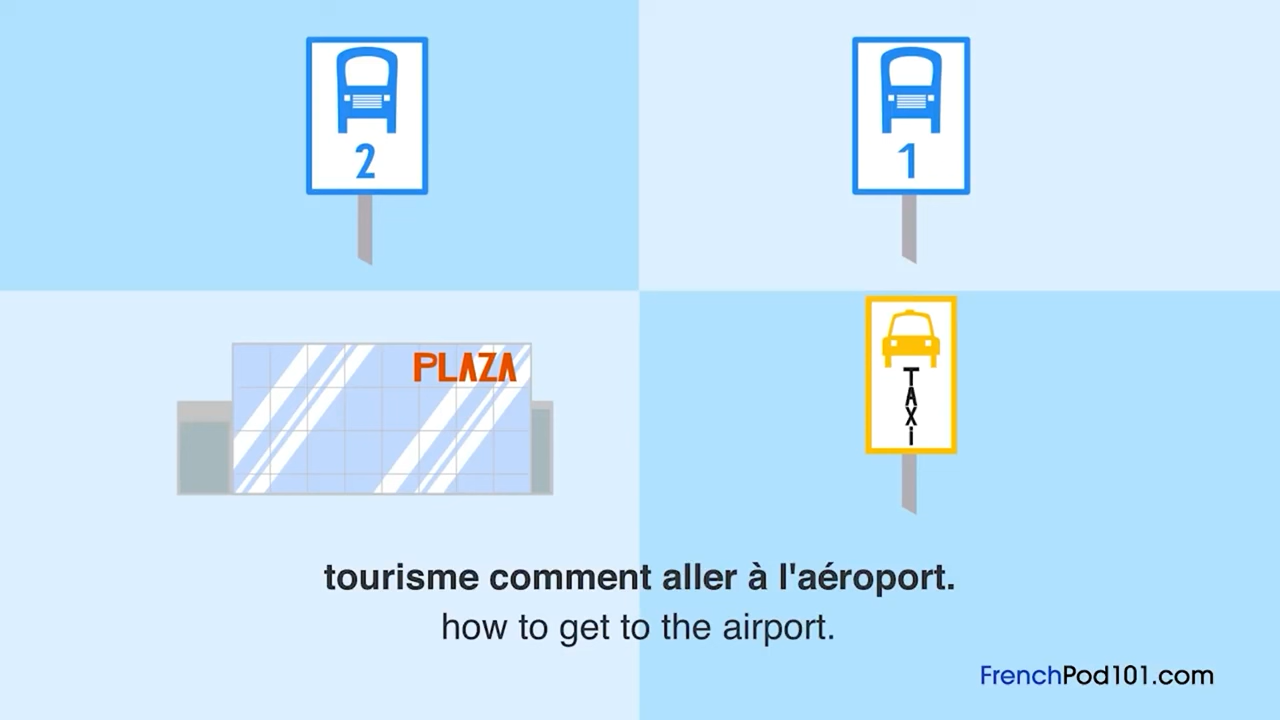 2
1
PLAZA
TAXi
tourisme comment aller à l'aéroport.
how to get to the airport.
FrenchPod101.com